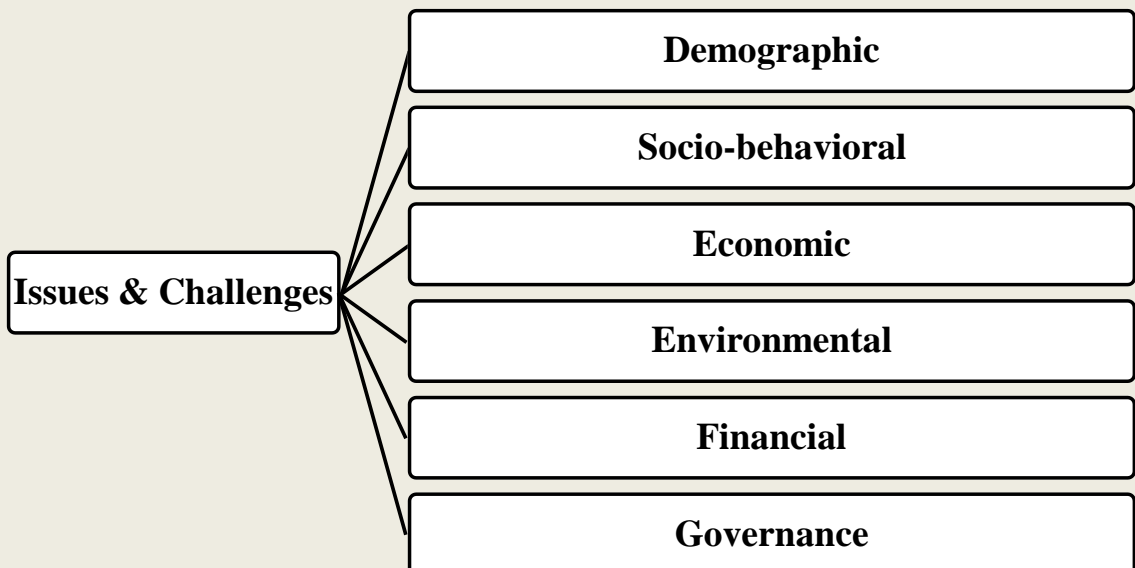 Demographic
Socio-behavioral
Economic
Issues & Challenges
Environmental
Financial
Governance